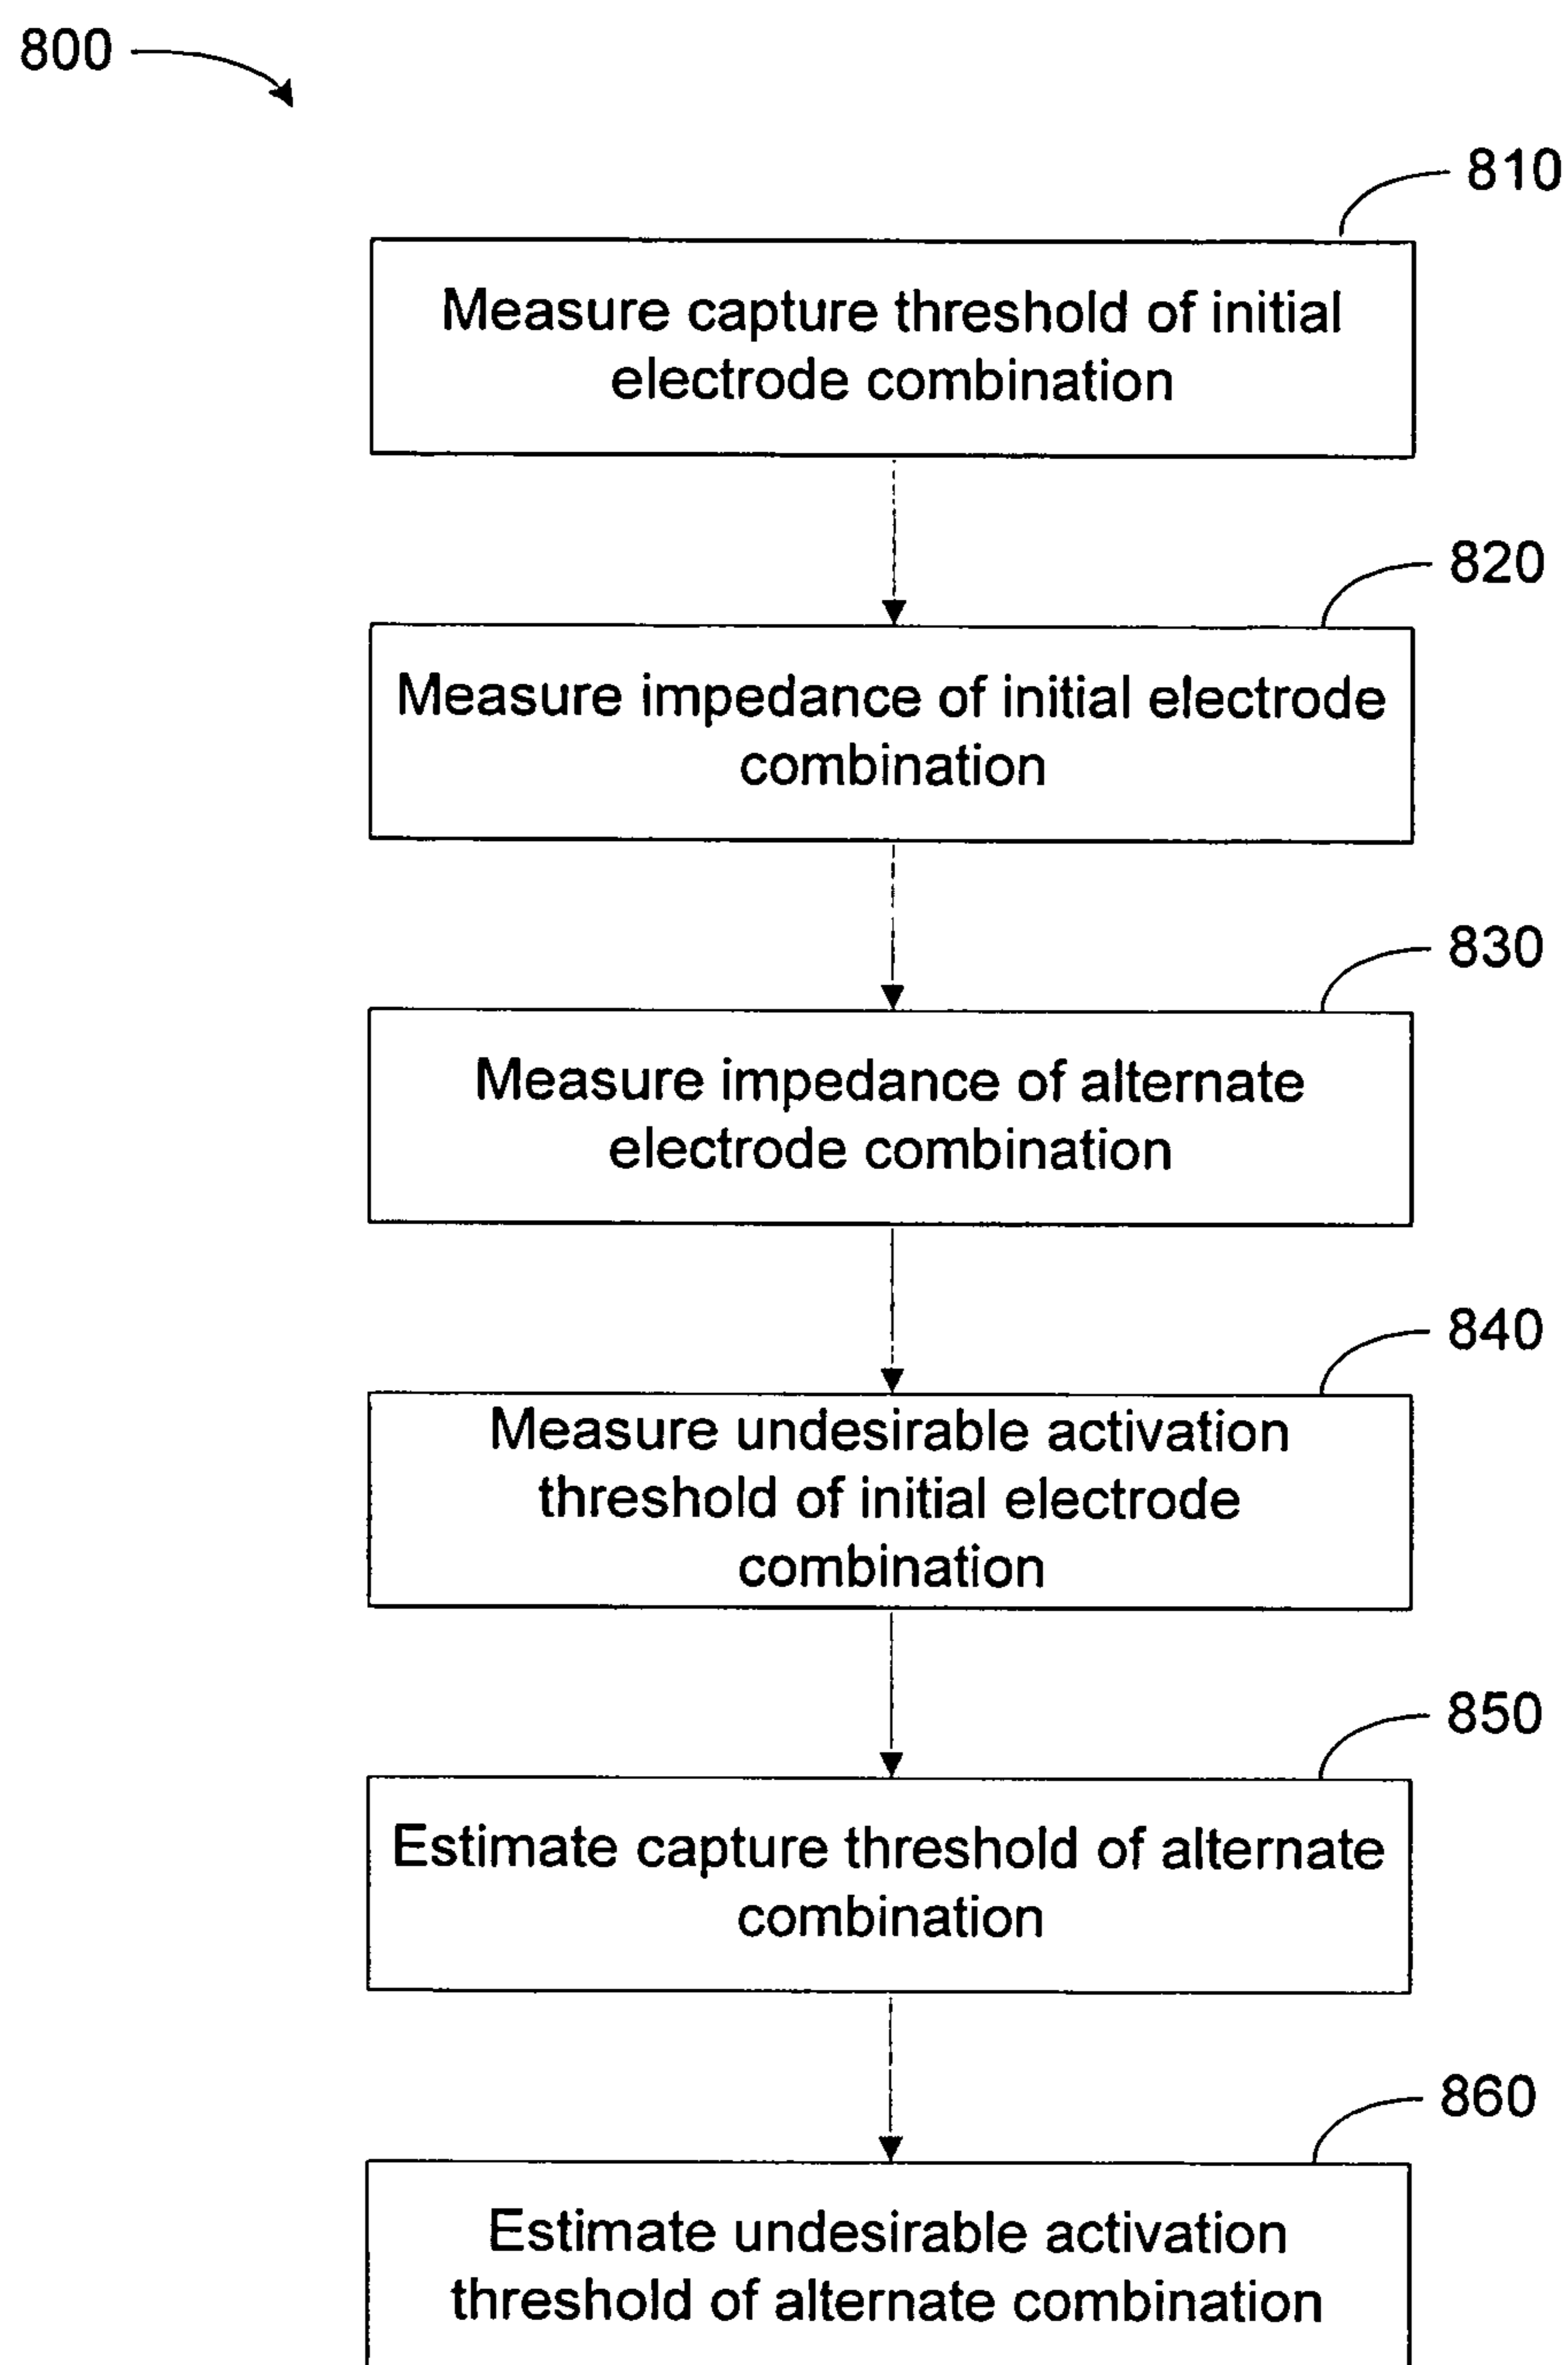 800
810
Measure capture threshold of initial
electrode combination
820
Measure impedance of initial electrode
combination
830
Measure impedance of alternate
electrode combination
840
Measure undesirable activation
threshold of initial electrode
combination
850
Estimate capture threshold of alternate
combination
860
Estimate undesirable activation
threshold of alternate combination